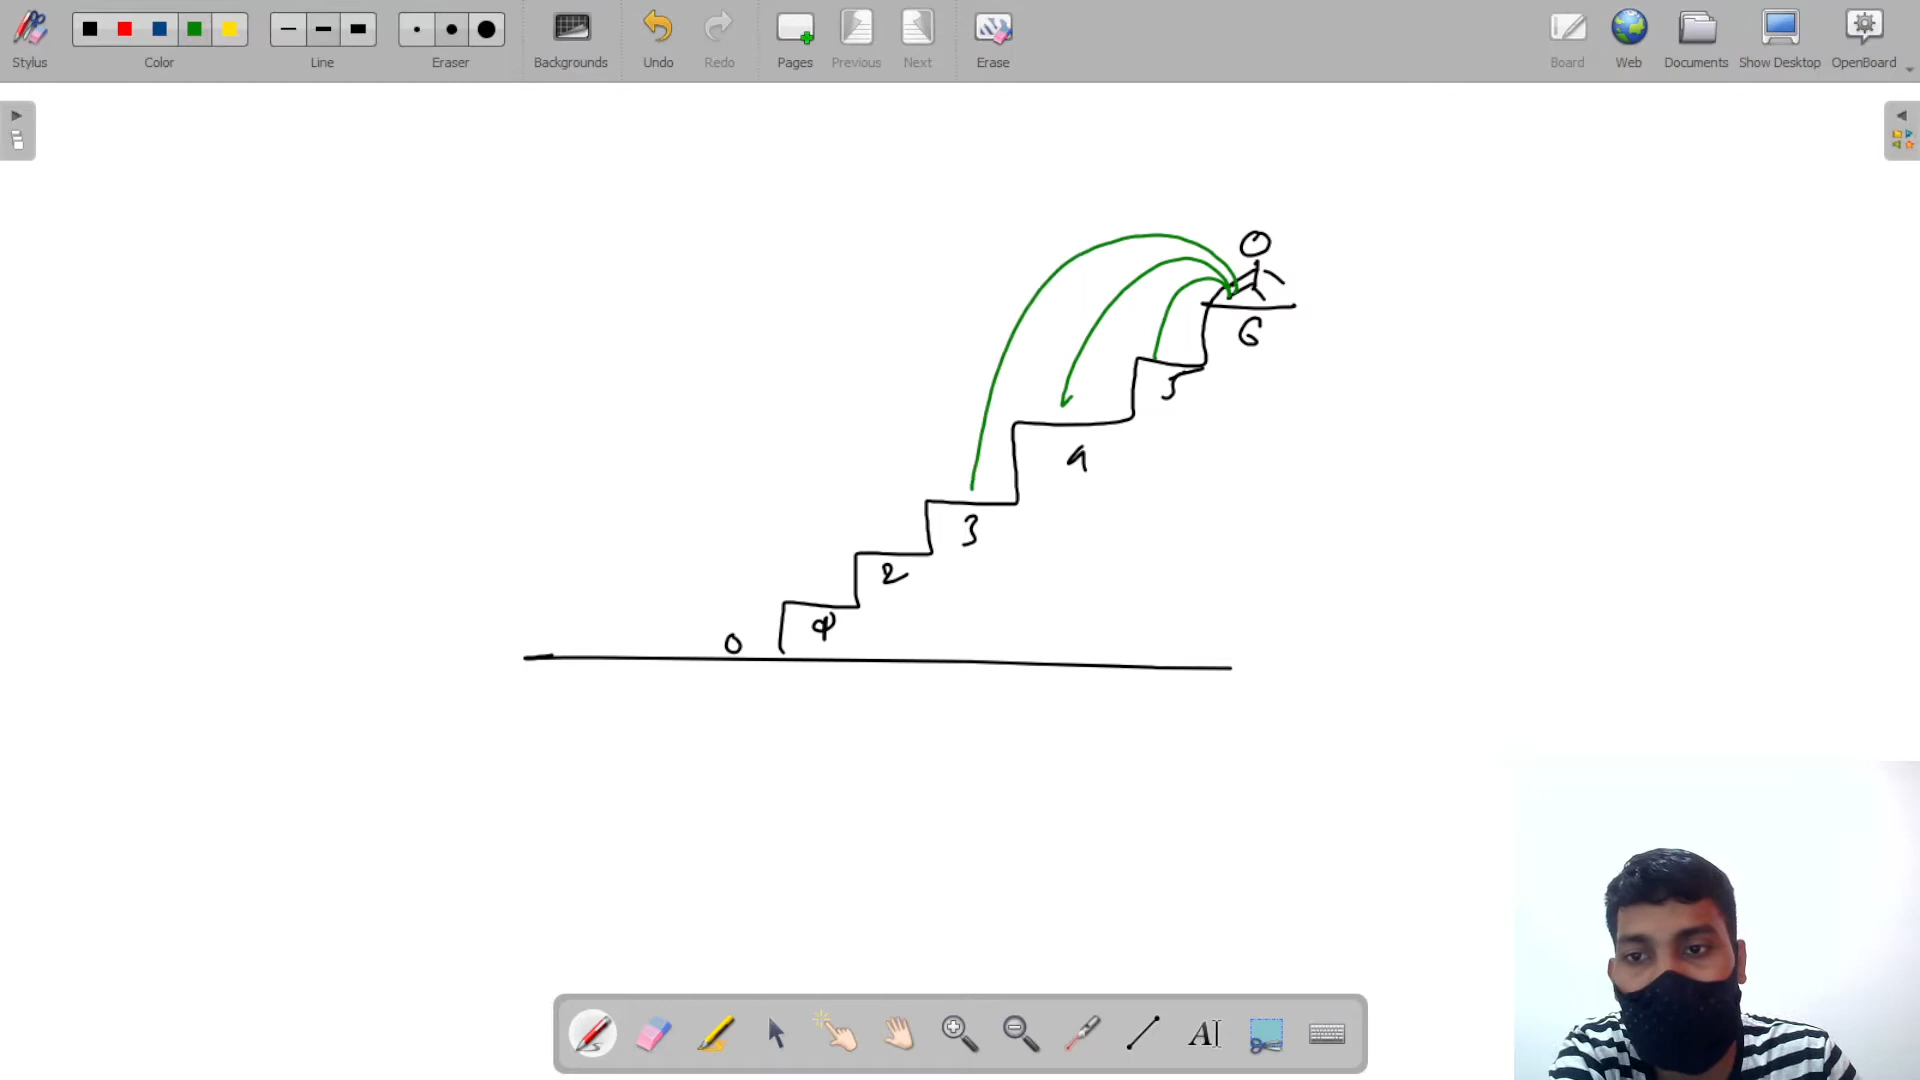 Stylus
Color
Line
Eraser
Backgrounds
Undo
Redo
Pages
Previous
Next
Erase
Board
Web
Documents
Show Desktop
OpenBoard
6
5
4
3
2
0
A